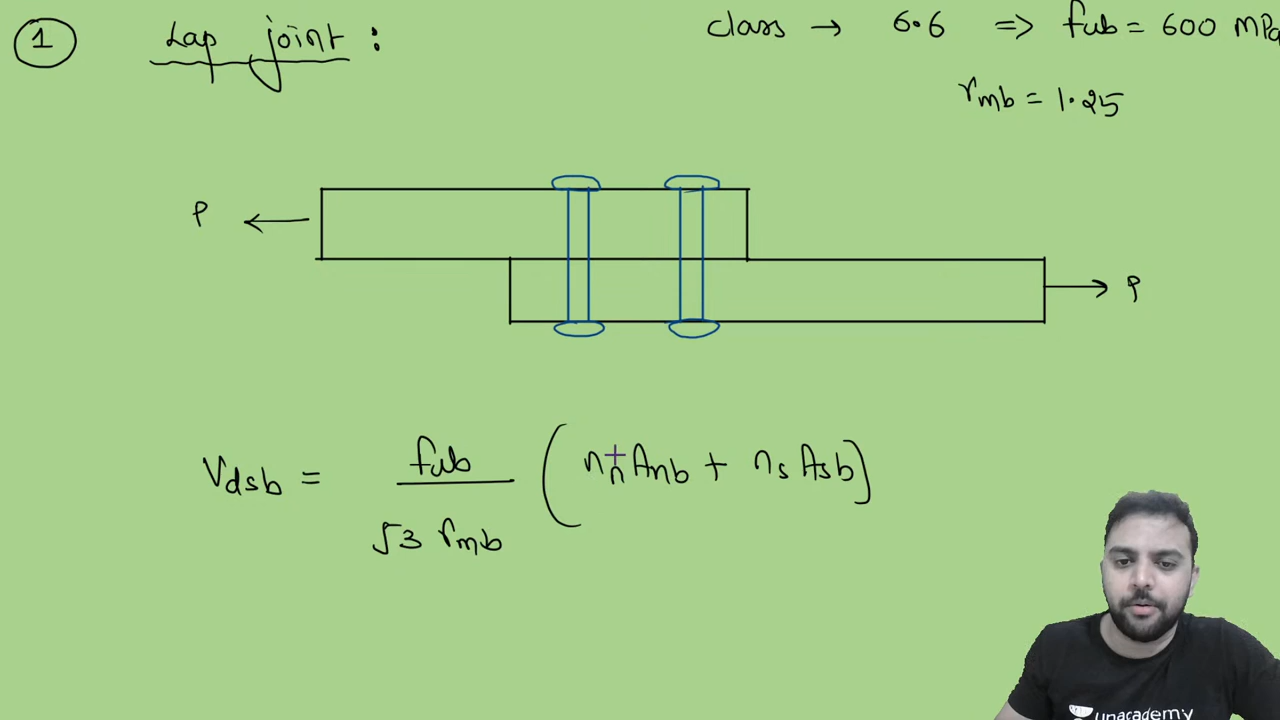 1 Lap joint :
class → 6.6 ⇒ fub = 600 MPa
γmb = 1.25
P
P
Vdsb = fub / √3 γmb ( nn Anb + ns Asb )
unacademy